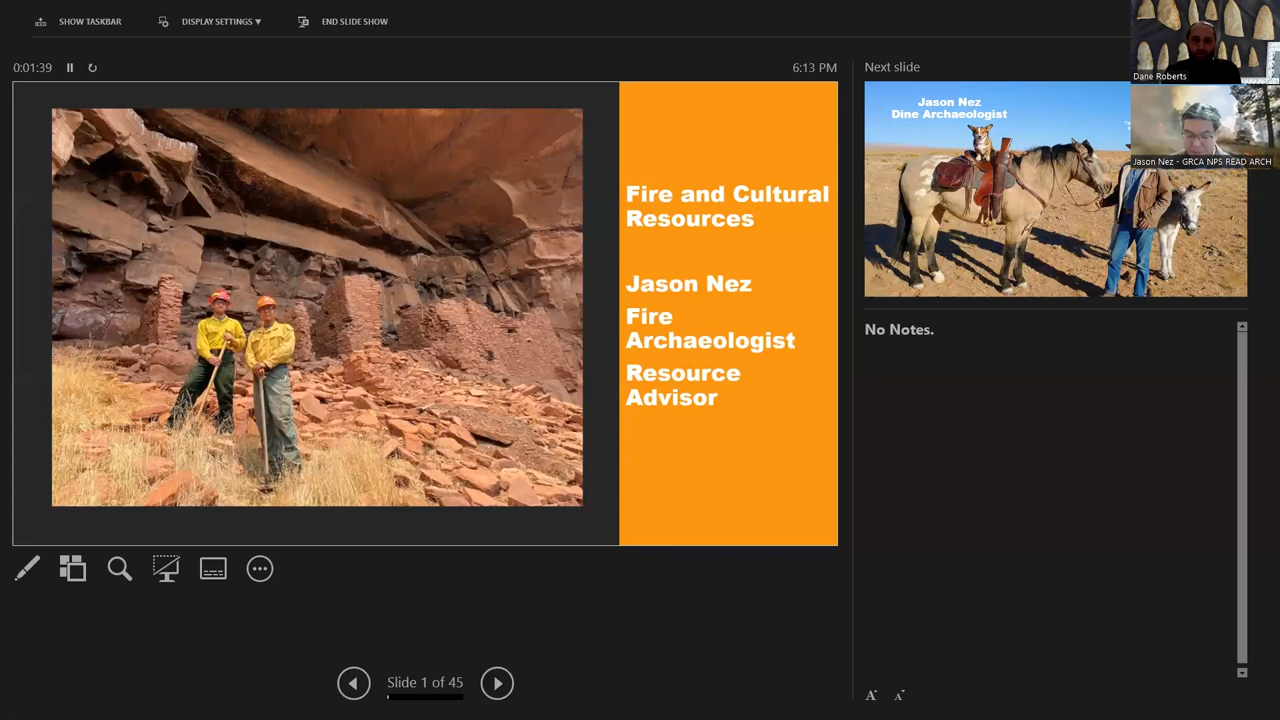 SHOW TASKBAR
DISPLAY SETTINGS ▾
END SLIDE SHOW
0:01:39
6:13 PM
Next slide
Dane Roberts
Jason Nez - GRCA NPS READ ARCH
Fire and Cultural
Resources
Jason Nez
Fire
Archaeologist
Resource
Advisor
Jason Nez
Dine Archaeologist
No Notes.
Slide 1 of 45
A
A